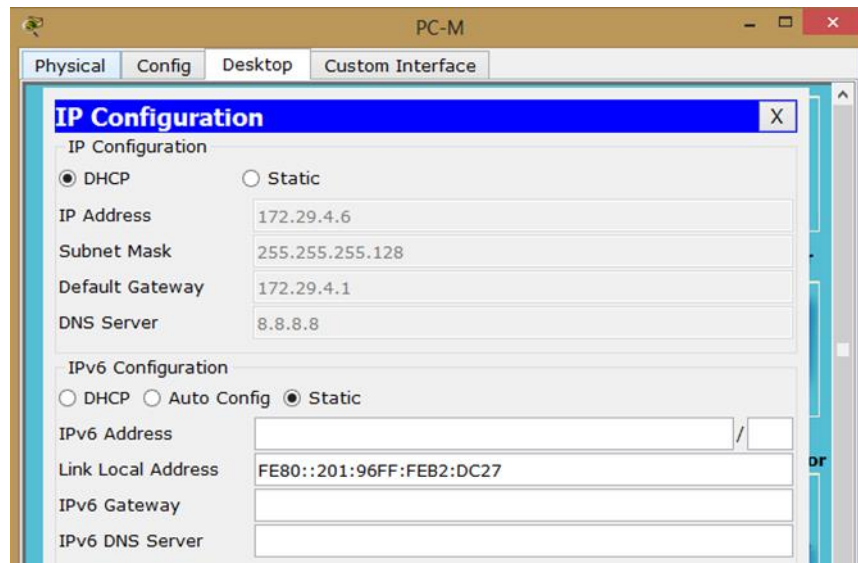 PC-M
Physical Config Desktop Custom Interface
IP Configuration X
IP Configuration
DHCP Static
IP Address 172.29.4.6
Subnet Mask 255.255.255.128
Default Gateway 172.29.4.1
DNS Server 8.8.8.8
IPv6 Configuration
DHCP Auto Config Static
IPv6 Address /
Link Local Address FE80::201:96FF:FEB2:DC27
or
IPv6 Gateway
IPv6 DNS Server